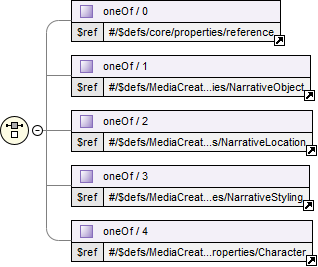 oneOf / 0
$ref #/$defs/core/properties/reference
oneOf / 1
$ref #/$defs/MediaCreat...ies/NarrativeObject
oneOf / 2
$ref #/$defs/MediaCreat...s/NarrativeLocation
oneOf / 3
$ref #/$defs/MediaCreat...es/NarrativeStyling
oneOf / 4
$ref #/$defs/MediaCreat...roperties/Character